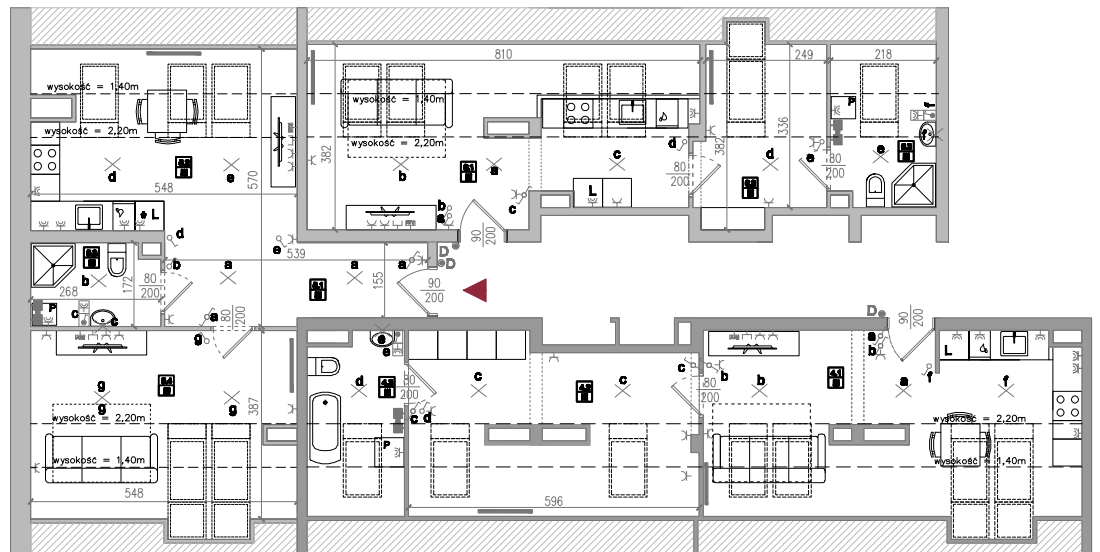 810
249
218
wysokość = 1,40m
wysokość = 1,40m
P
f
wysokość = 2,20m
336
382
382
wysokość = 2,20m
d
80
200
e
80
200
e
d
e
570
b
a
c
d
548
L
c
L
b
a
90
200
d
e
539
D
D
b
a
a
a
155
90
200
268
172
80
200
b
P
c
c
a
80
200
g
D
90
200
a
b
L
e
d
80
200
c
c
c
80
200
b
b
a
f
f
g
g
g
387
c
d
wysokość = 2,20m
wysokość = 2,20m
P
wysokość = 1,40m
wysokość = 1,40m
548
596